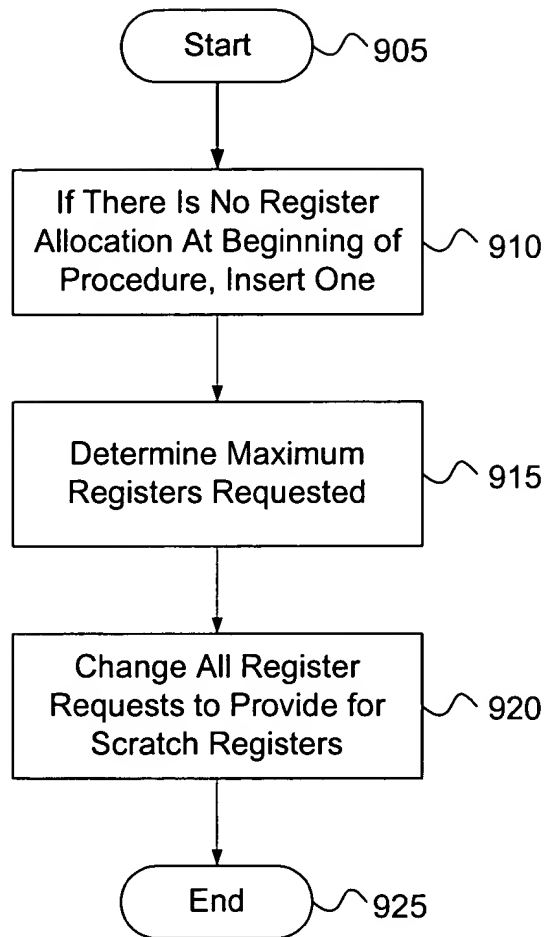 Start
905
If There Is No Register
Allocation At Beginning of
Procedure, Insert One
910
Determine Maximum
Registers Requested
915
Change All Register
Requests to Provide for
Scratch Registers
920
End
925